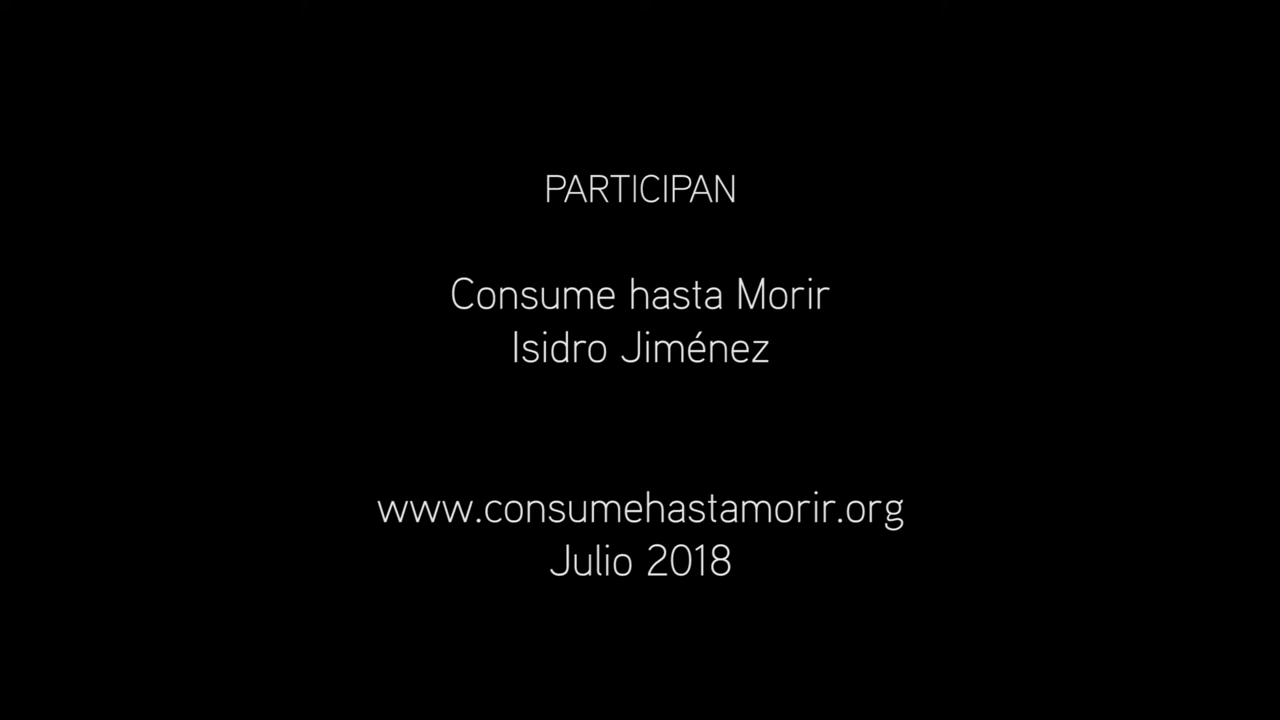 PARTICIPAN
Consume hasta Morir
Isidro Jiménez
www.consumehastamorir.org
Julio 2018